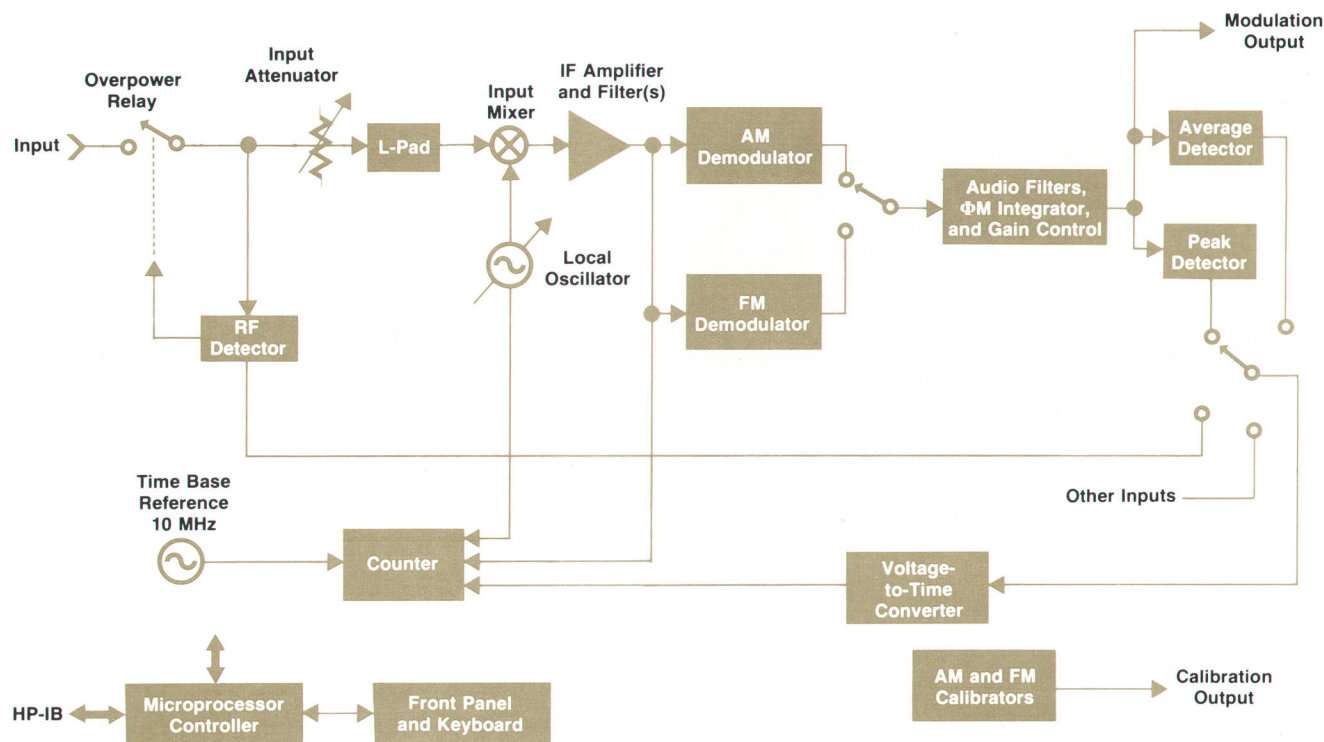 Modulation
Output
Input
Attenuator
IF Amplifier
and Filter(s)
Overpower
Relay
Input
Mixer
Input
L-Pad
AM
Demodulator
Average
Detector
Audio Filters,
ΦM Integrator,
and Gain Control
Peak
Detector
Local
Oscillator
FM
Demodulator
RF
Detector
Time Base
Reference
10 MHz
Other Inputs
Counter
Voltage-
to-Time
Converter
HP-IB
Microprocessor
Controller
Front Panel
and Keyboard
AM and FM
Calibrators
Calibration
Output